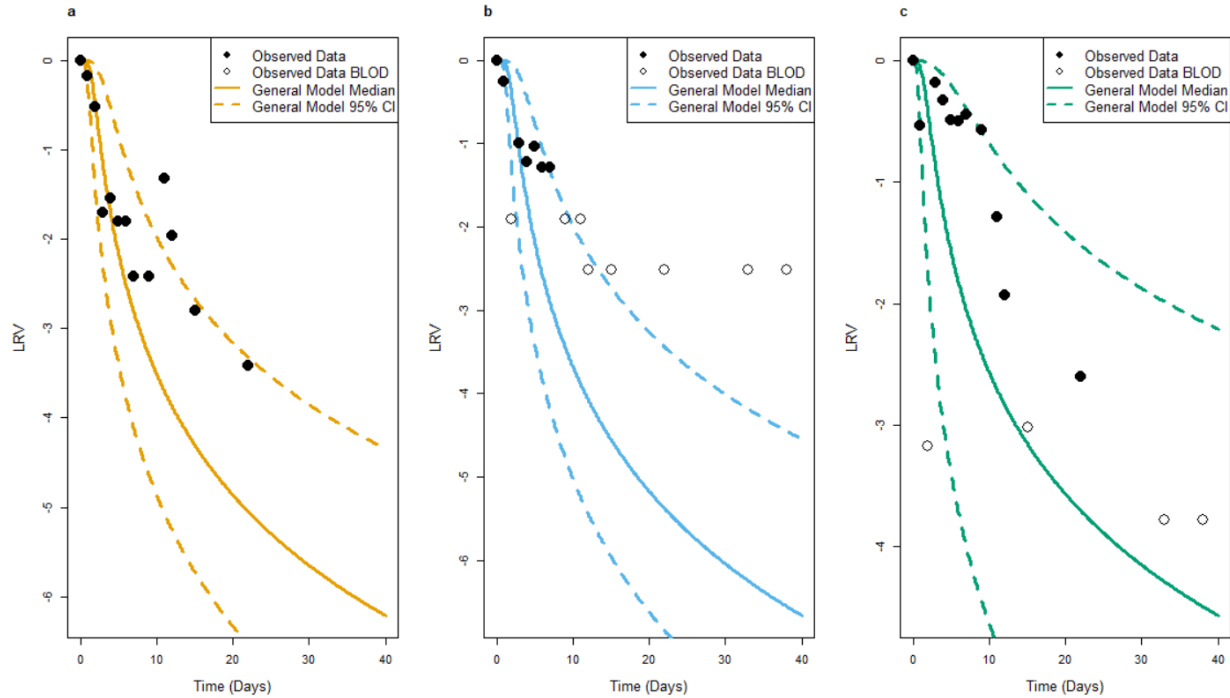 a
Observed Data
Observed Data BLOD
General Model Median
General Model 95% CI
0
-1
-2
-3
-4
-5
-6
LRV
0
10
20
30
40
Time (Days)
b
Observed Data
Observed Data BLOD
General Model Median
General Model 95% CI
0
-1
-2
-3
-4
-5
-6
LRV
0
10
20
30
40
Time (Days)
c
Observed Data
Observed Data BLOD
General Model Median
General Model 95% CI
0
-1
-2
-3
-4
LRV
0
10
20
30
40
Time (Days)